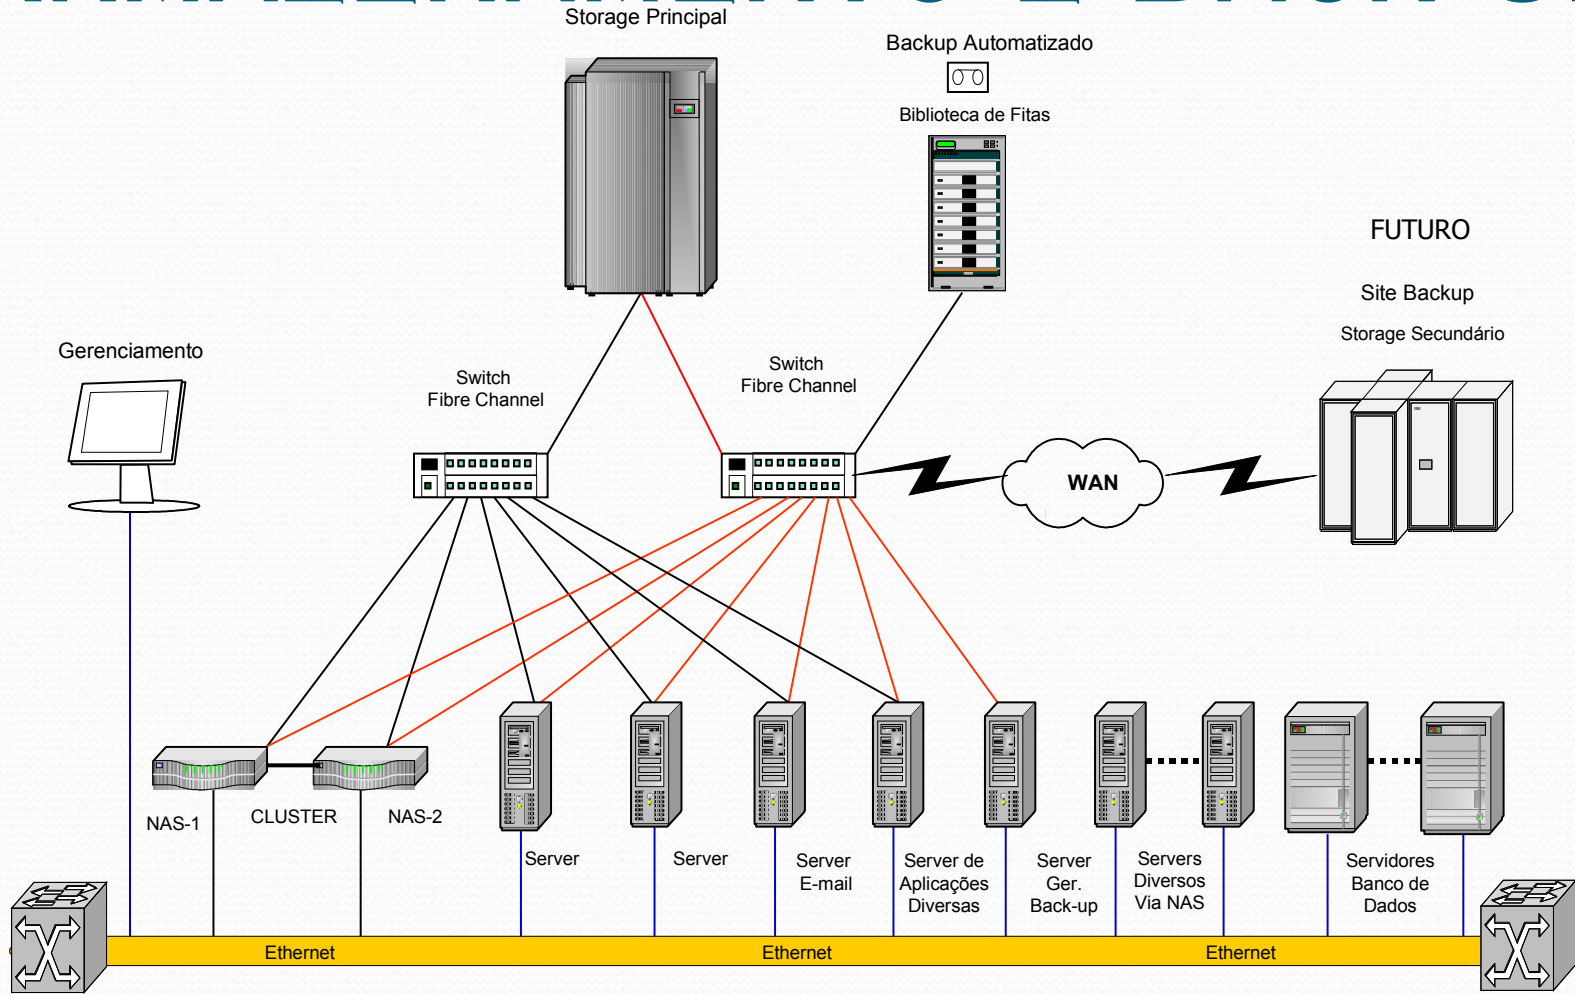 Storage Principal
Backup Automatizado
Biblioteca de Fitas
FUTURO
Site Backup
Storage Secundário
Gerenciamento
Switch
Fibre Channel
Switch
Fibre Channel
WAN
NAS-1
CLUSTER
NAS-2
Server
Server
Server
E-mail
Server de
Aplicações
Diversas
Server
Ger.
Back-up
Servers
Diversos
Via NAS
Servidores
Banco de
Dados
Ethernet
Ethernet
Ethernet